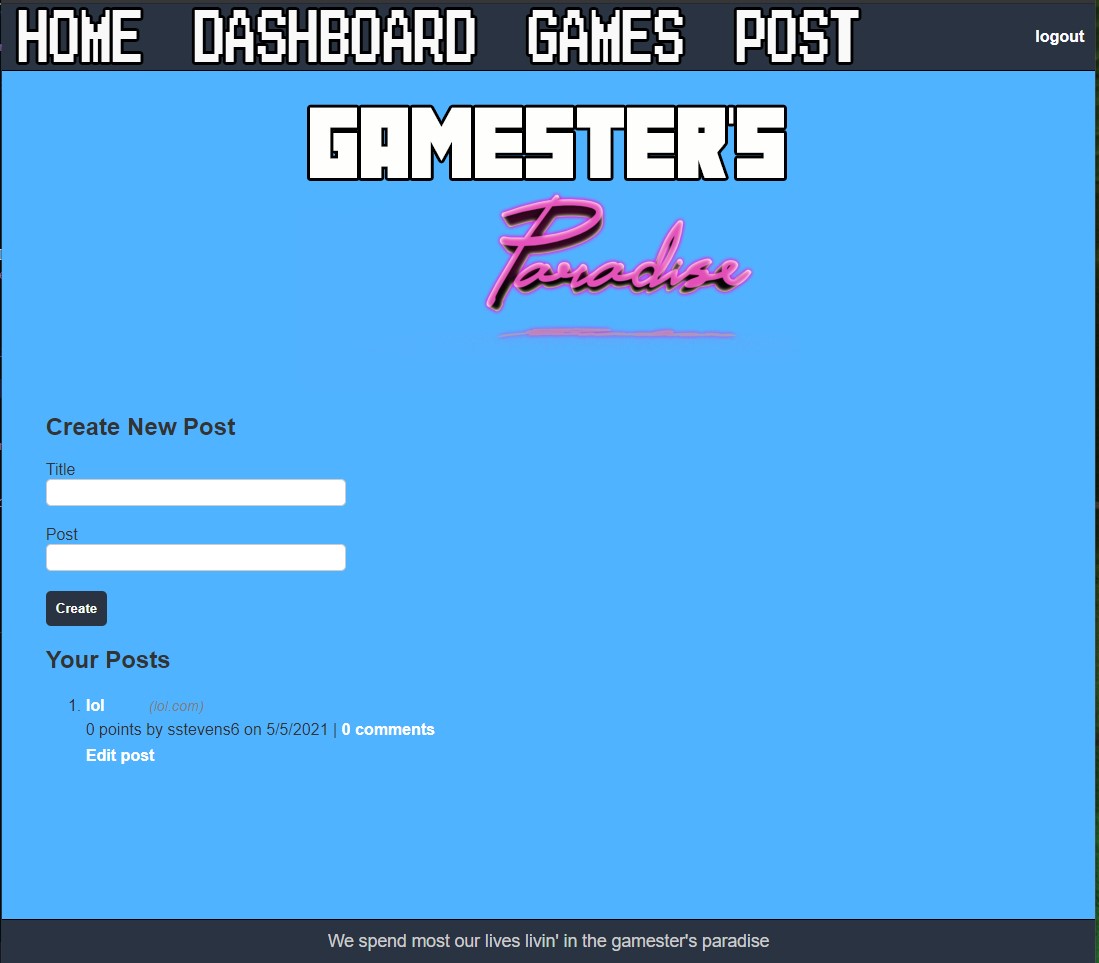 HOME DASHBOARD GAMES POST logout
GAMESTER'S
Paradise
Create New Post
Title
Post
Create
Your Posts
1. lol (lol.com)
0 points by sstevens6 on 5/5/2021 | 0 comments
Edit post
We spend most our lives livin' in the gamester's paradise